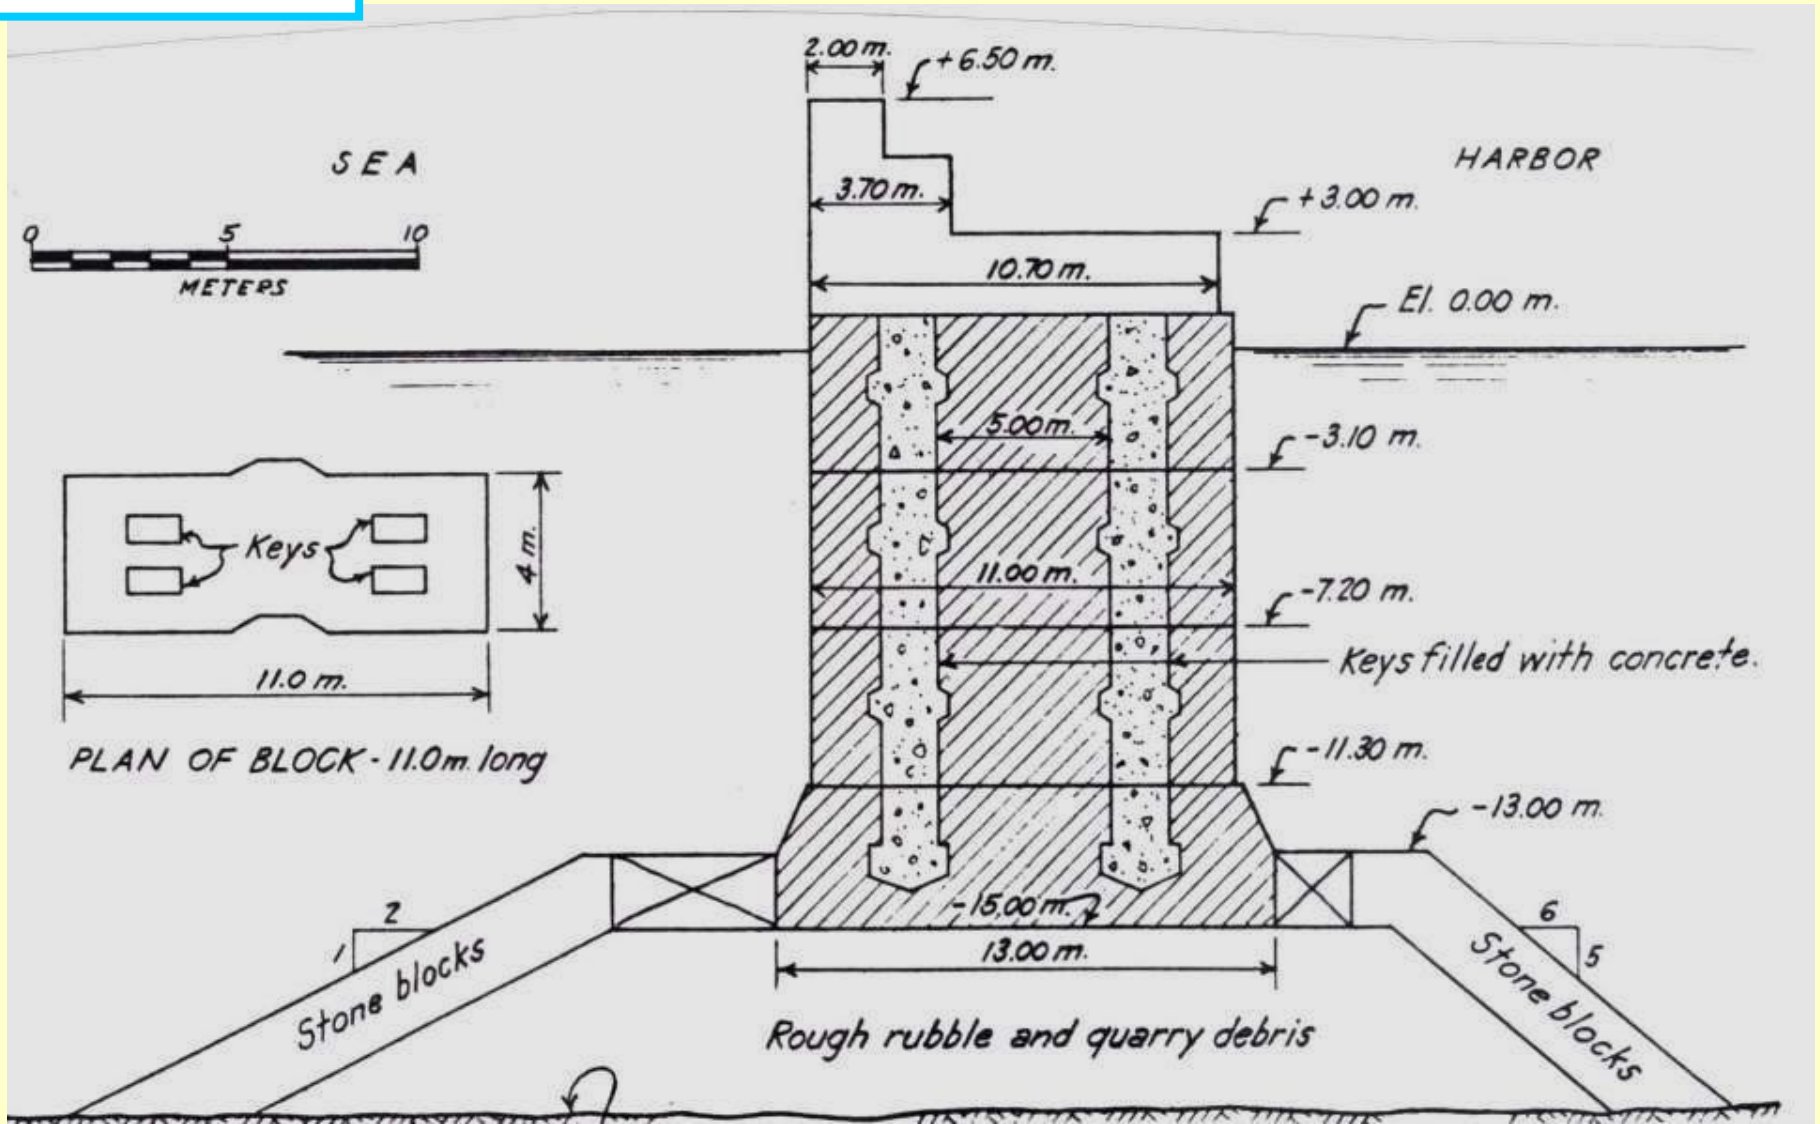 2.00 m.
+6.50 m.
SEA
HARBOR
3.70 m.
+3.00 m.
0 5 10
METERS
10.70 m.
El. 0.00 m.
5.00 m.
-3.10 m.
Keys
4 m.
11.00 m.
-7.20 m.
Keys filled with concrete.
11.0 m.
PLAN OF BLOCK - 11.0 m. long
-11.30 m.
-13.00 m.
-15.00 m.
2
1
Stone blocks
13.00 m.
6
5
Stone blocks
Rough rubble and quarry debris